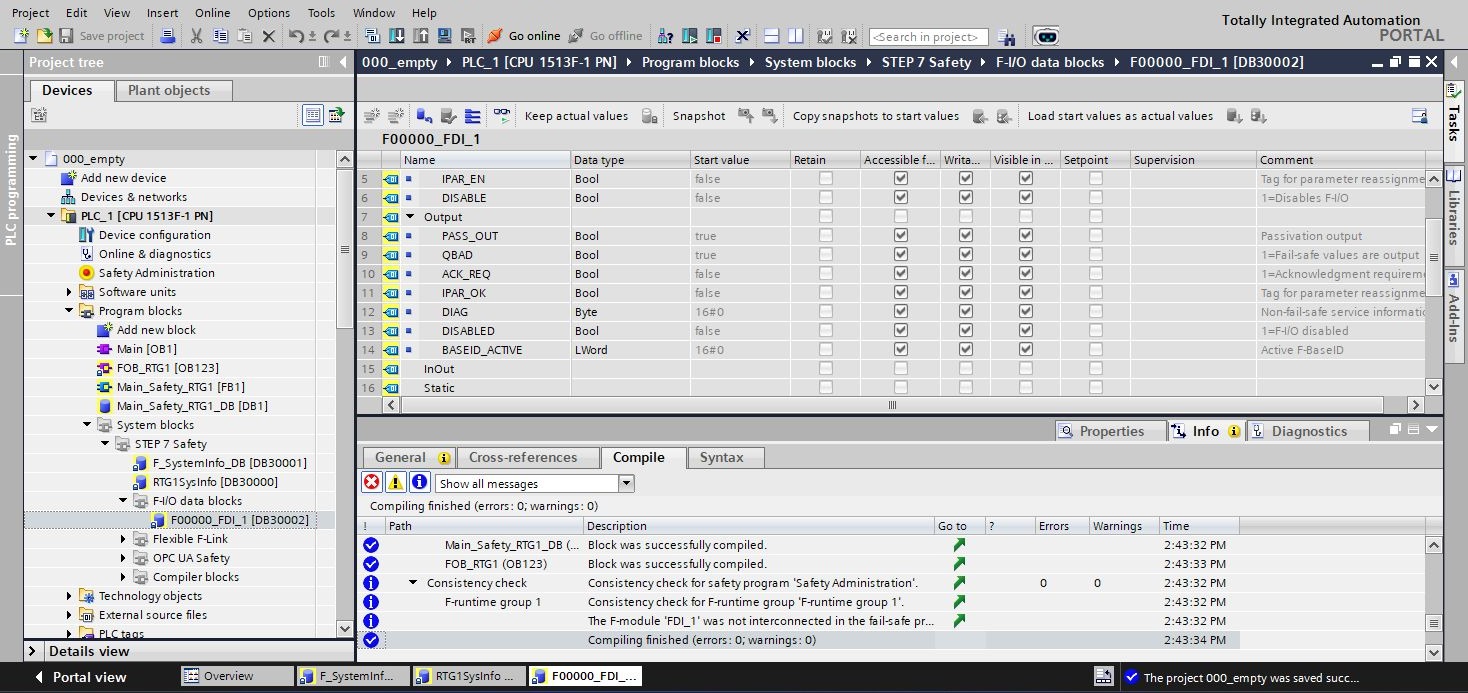 Project Edit View Insert Online Options Tools Window Help
Totally Integrated Automation
PORTAL
Save project Go online Go offline <Search in project>
Project tree
000_empty PLC_1 [CPU 1513F-1 PN] Program blocks System blocks STEP 7 Safety F-I/O data blocks F00000_FDI_1 [DB30002]
Devices Plant objects
PLC programming
000_empty
Add new device
Devices & networks
PLC_1 [CPU 1513F-1 PN]
Device configuration
Online & diagnostics
Safety Administration
Software units
Program blocks
Add new block
Main [OB1]
FOB_RTG1 [OB123]
Main_Safety_RTG1 [FB1]
Main_Safety_RTG1_DB [DB1]
System blocks
STEP 7 Safety
F_SystemInfo_DB [DB30001]
RTG1SysInfo [DB30000]
F-I/O data blocks
F00000_FDI_1 [DB30002]
Flexible F-Link
OPC UA Safety
Compiler blocks
Technology objects
External source files
PLC tags
Details view
Keep actual values Snapshot Copy snapshots to start values Load start values as actual values
F00000_FDI_1
Name Data type Start value Retain Accessible f... Writa... Visible in ... Setpoint Supervision Comment
5 IPAR_EN Bool false Tag for parameter reassignme
6 DISABLE Bool false 1=Disables F-I/O
7 Output
8 PASS_OUT Bool true Passivation output
9 QBAD Bool true 1=Fail-safe values are output
10 ACK_REQ Bool false 1=Acknowledgment requirem
11 IPAR_OK Bool false Tag for parameter reassignme
12 DIAG Byte 16#0 Non-fail-safe service informatio
13 DISABLED Bool false 1=F-I/O disabled
14 BASEID_ACTIVE LWord 16#0 Active F-BaseID
15 InOut
16 Static
Properties Info Diagnostics
General Cross-references Compile Syntax
Show all messages
Compiling finished (errors: 0; warnings: 0)
! Path Description Go to ? Errors Warnings Time
Main_Safety_RTG1_DB (... Block was successfully compiled. 2:43:32 PM
FOB_RTG1 (OB123) Block was successfully compiled. 2:43:33 PM
Consistency check Consistency check for safety program 'Safety Administration'. 0 0 2:43:32 PM
F-runtime group 1 Consistency check for F-runtime group 'F-runtime group 1'. 2:43:32 PM
The F-module 'FDI_1' was not interconnected in the fail-safe pr... 2:43:32 PM
Compiling finished (errors: 0; warnings: 0) 2:43:34 PM
Tasks
Libraries
Add-Ins
Portal view Overview F_SystemInf... RTG1SysInfo ... F00000_FDI_... The project 000_empty was saved succ...